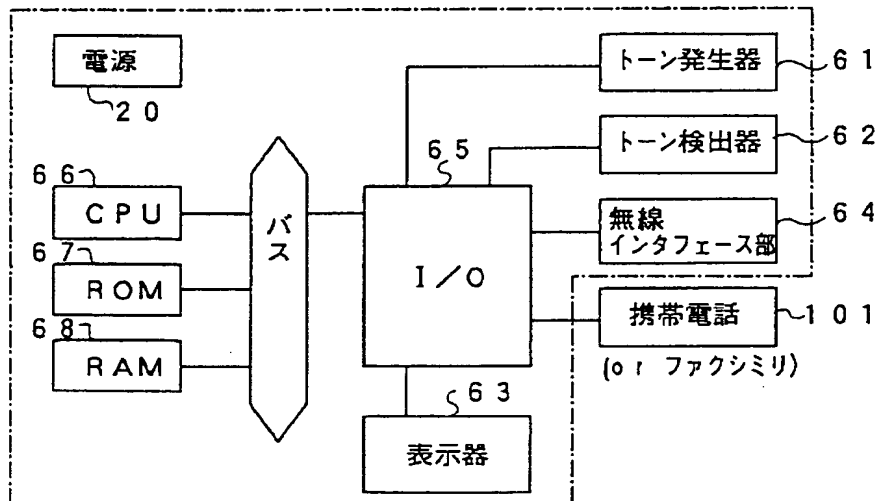 電源
20
トーン発生器
61
トーン検出器
62
65
66
CPU
バス
無線
インタフェース部
64
67
ROM
I/O
68
RAM
携帯電話
101
(or ファクシミリ)
63
表示器